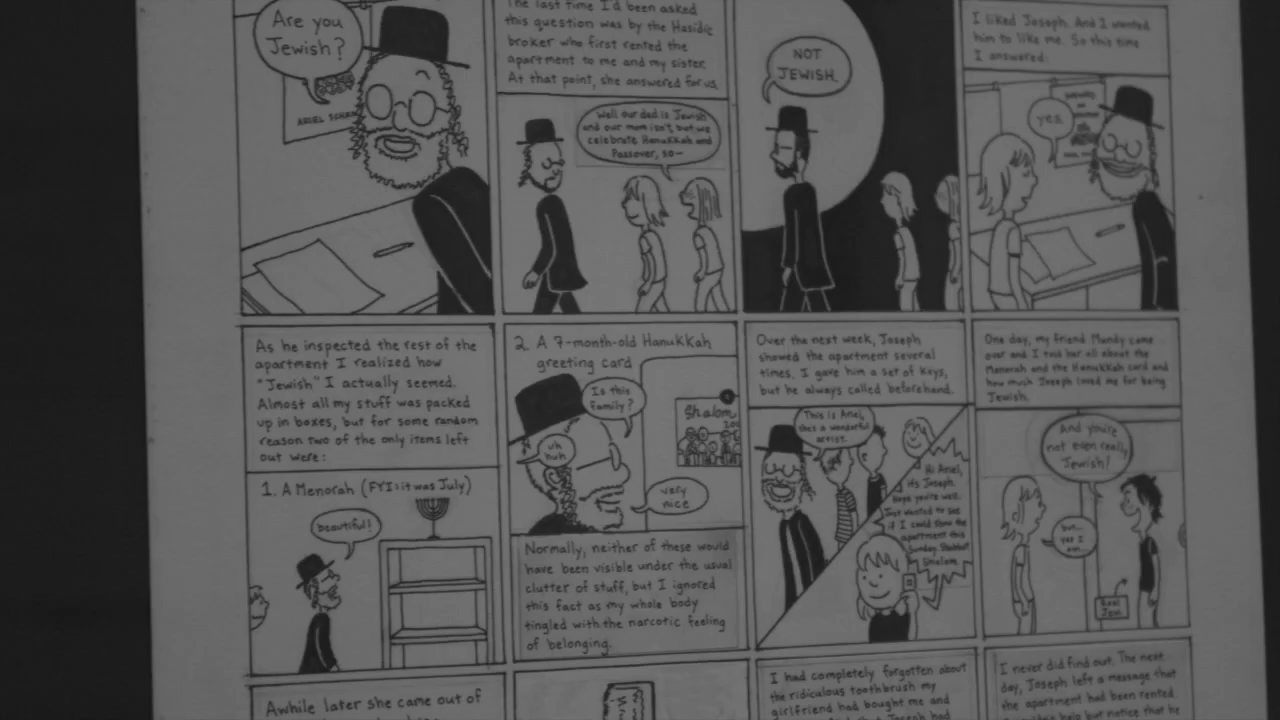 Are you
Jewish?
ARIEL SCHRA
The last time I'd been asked
this question was by the Hasidic
broker who first rented the
apartment to me and my sister.
At that point, she answered for us.
Well our dad is Jewish
and our mom isn't, but we
celebrate Hanukkah and
Passover, so—
NOT
JEWISH.
I liked Joseph. And I wanted
him to like me. So this time
I answered:
yes.
As he inspected the rest of the
apartment I realized how
"Jewish" I actually seemed.
Almost all my stuff was packed
up in boxes, but for some random
reason two of the only items left
out were:
1. A Menorah (FYI: it was July)
beautiful!
2. A 7-month-old Hanukkah
greeting card
Is this
family?
uh
huh
Shalom
very
nice
Normally, neither of these would
have been visible under the usual
clutter of stuff, but I ignored
this fact as my whole body
tingled with the narcotic feeling
of belonging.
Over the next week, Joseph
showed the apartment several
times. I gave him a set of keys,
but he always called beforehand.
This is Ariel,
she's a wonderful
artist.
Hi Ariel,
it's Joseph.
Hope you're well.
Just wanted to see
if I could show the
apartment this
Sunday. Shabbat
Shalom.
One day, my friend Mandy came
over and I told her all about the
Menorah and the Hanukkah card and
how much Joseph loved me for being
Jewish.
And you're
not even really
Jewish!
but...
yes I
am...
Real
Jew.
Awhile later she came out of
I had completely forgotten about
the ridiculous toothbrush my
girlfriend had bought me and
that Joseph had
I never did find out. The next
day, Joseph left a message that
the apartment had been rented.
help but notice that he